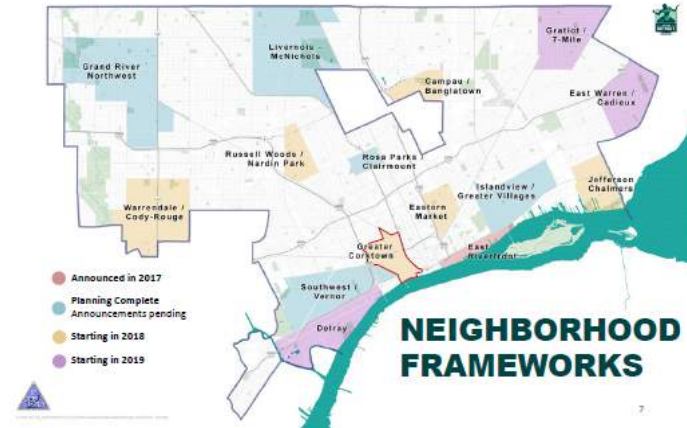 Grand River
Northwest
Livernois -
McNichols
Gratiot /
7-Mile
Campau /
Banglatown
East Warren /
Cadieux
Russell Woods /
Nardin Park
Rosa Parks /
Clairmount
Islandview /
Greater Villages
Jefferson
Chalmers
Warrendale /
Cody-Rouge
Eastern
Market
Greater
Corktown
East
Riverfront
Southwest /
Vernor
Delray
Announced in 2017
Planning Complete
Announcements pending
Starting in 2018
Starting in 2019
NEIGHBORHOOD
FRAMEWORKS
7